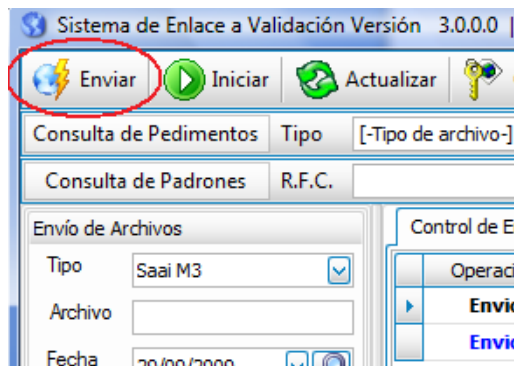 Sistema de Enlace a Validación Versión 3.0.0.0 |
Enviar Iniciar Actualizar
Consulta de Pedimentos Tipo [-Tipo de archivo-]
Consulta de Padrones R.F.C.
Envío de Archivos Control de E
Tipo Saai M3 Operaci
Archivo Envio
Envio
Fecha